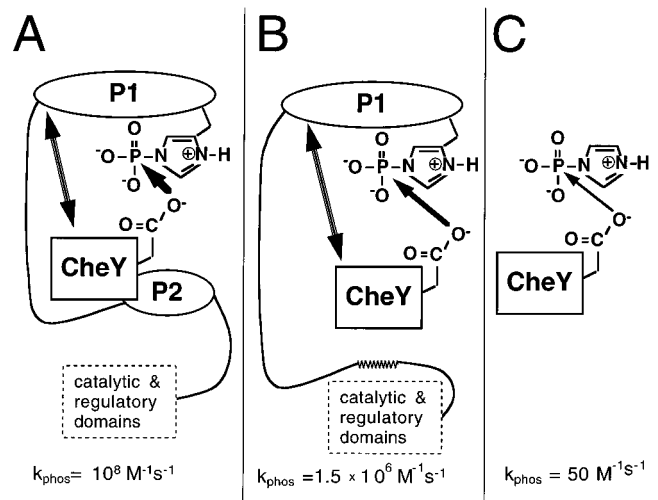 A
P1
O
⁻O-P-N ⊕ N-H
O⁻
O⁻
O=C
CheY
P2
catalytic &
regulatory
domains
kphos= 10⁸ M⁻¹s⁻¹
B
P1
O
⁻O-P-N ⊕ N-H
O⁻
O⁻
O=C
CheY
catalytic &
regulatory
domains
kphos =1.5 × 10⁶ M⁻¹s⁻¹
C
O
⁻O-P-N ⊕ N-H
O⁻
O⁻
O=C
CheY
kphos = 50 M⁻¹s⁻¹